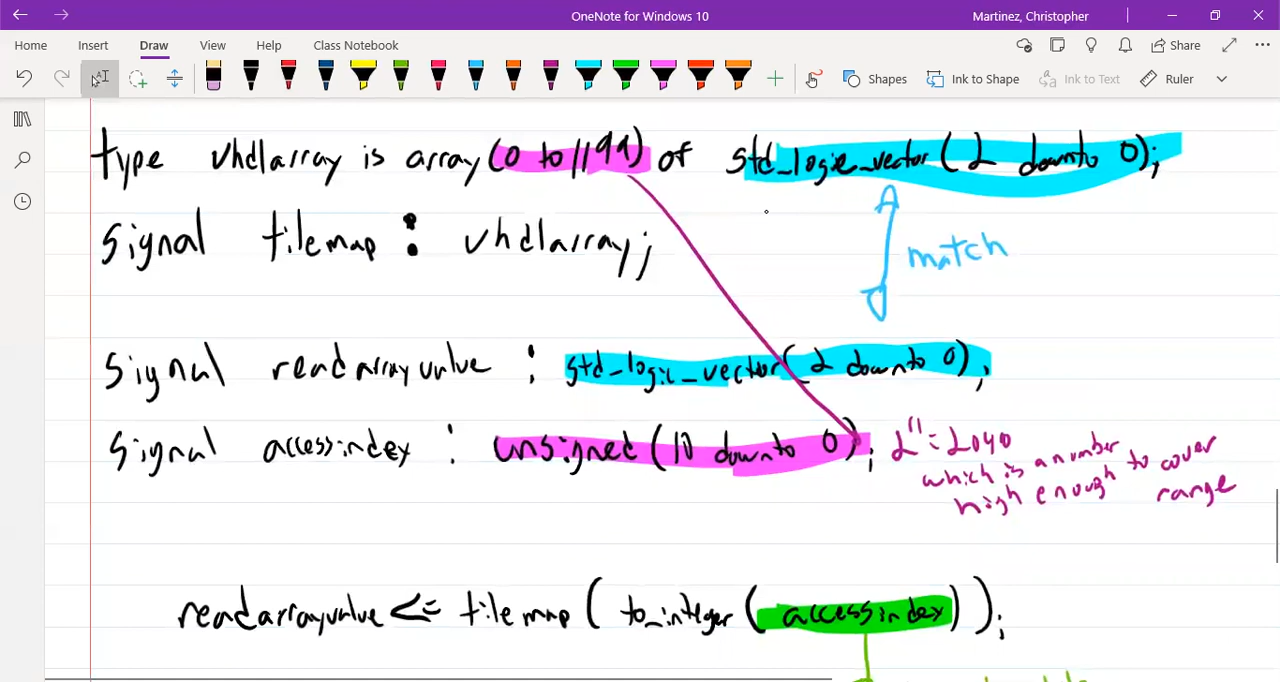 OneNote for Windows 10
Martinez, Christopher
Home Insert Draw View Help Class Notebook
Share
Shapes Ink to Shape Ink to Text Ruler
type vhdlarray is array (0 to 1199) of std_logic_vector(2 downto 0);
signal tilemap : vhdlarray;
match
signal readarrayvalue : std_logic_vector(2 downto 0);
signal accessindex : unsigned (10 downto 0);
2^11 = 2040
which is a number
high enough to cover
range
readarrayvalue <= tilemap( to_integer(accessindex));